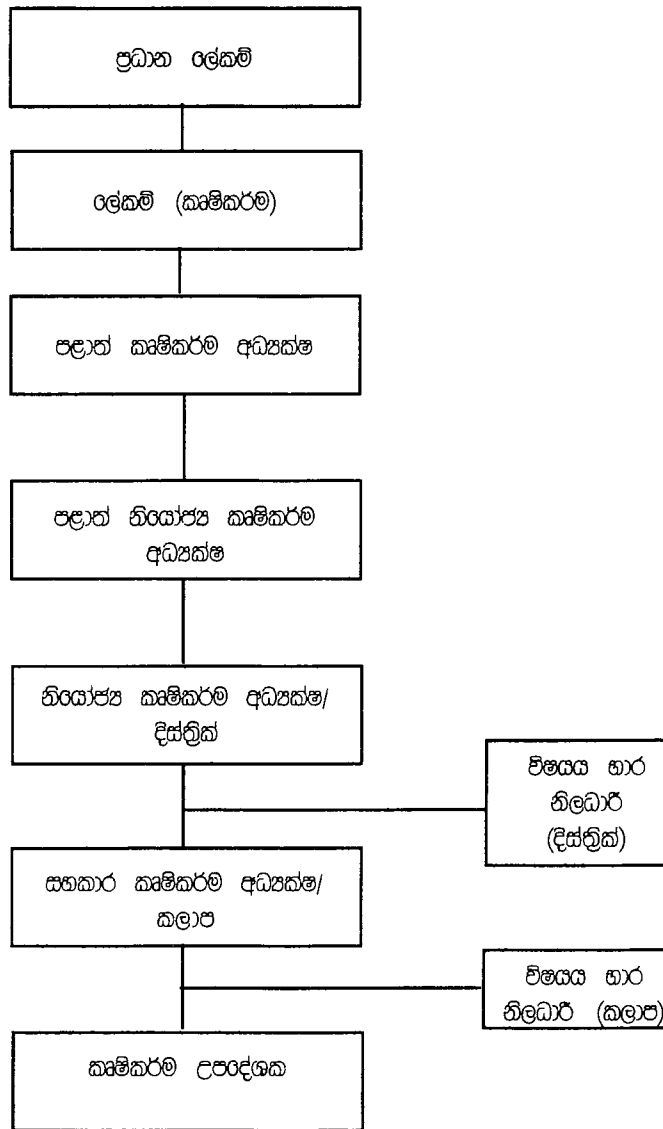 ප්‍රධාන ලේකම්
ලේකම් (කෘෂිකර්ම)
පළාත් කෘෂිකර්ම අධ්‍යක්ෂ
පළාත් නියෝජ්‍ය කෘෂිකර්ම
අධ්‍යක්ෂ
නියෝජ්‍ය කෘෂිකර්ම අධ්‍යක්ෂ/
දිස්ත්‍රික්
විෂයය භාර
නිලධාරී
(දිස්ත්‍රික්)
සහකාර කෘෂිකර්ම අධ්‍යක්ෂ/
කලාප
විෂයය භාර
නිලධාරී (කලාප)
කෘෂිකර්ම උපදේශක